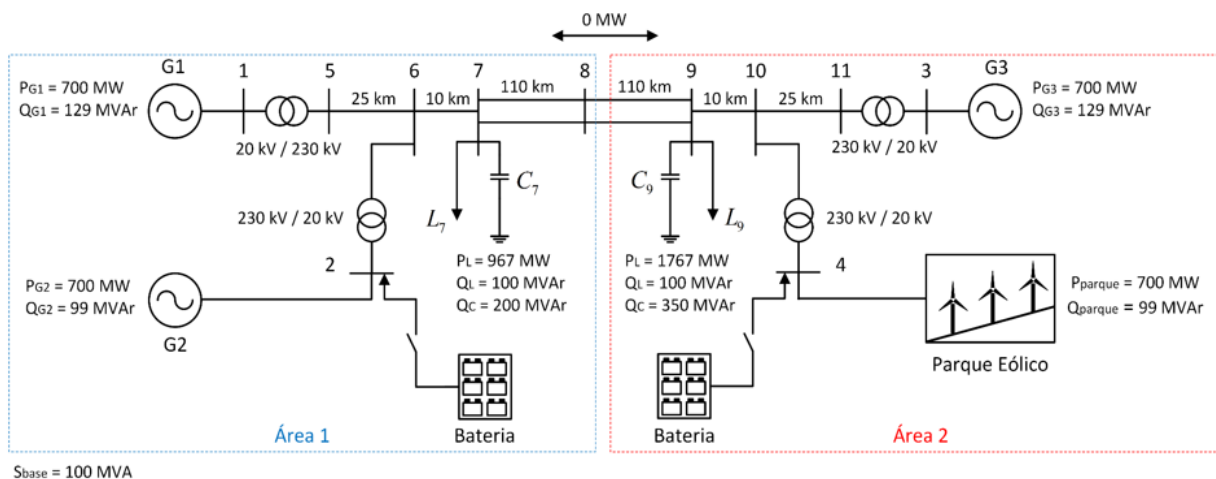 0 MW
G1
1
5
6
7
8
9
10
11
3
G3
PG1 = 700 MW
QG1 = 129 MVAr
25 km
10 km
110 km
110 km
10 km
25 km
PG3 = 700 MW
QG3 = 129 MVAr
20 kV / 230 kV
230 kV / 20 kV
C7
C9
230 kV / 20 kV
L7
L9
230 kV / 20 kV
2
PL = 967 MW
QL = 100 MVAr
QC = 200 MVAr
PL = 1767 MW
QL = 100 MVAr
QC = 350 MVAr
4
PG2 = 700 MW
QG2 = 99 MVAr
G2
Pparque = 700 MW
Qparque = 99 MVAr
Parque Eólico
Bateria
Bateria
Área 1
Área 2
Sbase = 100 MVA